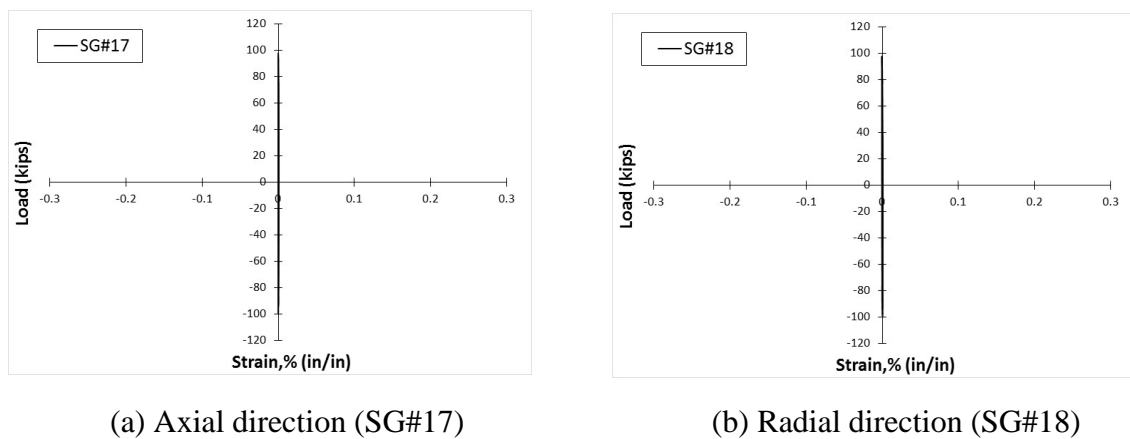 SG#17
120
100
80
60
40
20
0
-20
-40
-60
-80
-100
-120
-0.3 -0.2 -0.1 0 0.1 0.2 0.3
Load (kips)
Strain,% (in/in)
(a) Axial direction (SG#17)
SG#18
120
100
80
60
40
20
0
-20
-40
-60
-80
-100
-120
-0.3 -0.2 -0.1 0 0.1 0.2 0.3
Load (kips)
Strain,% (in/in)
(b) Radial direction (SG#18)